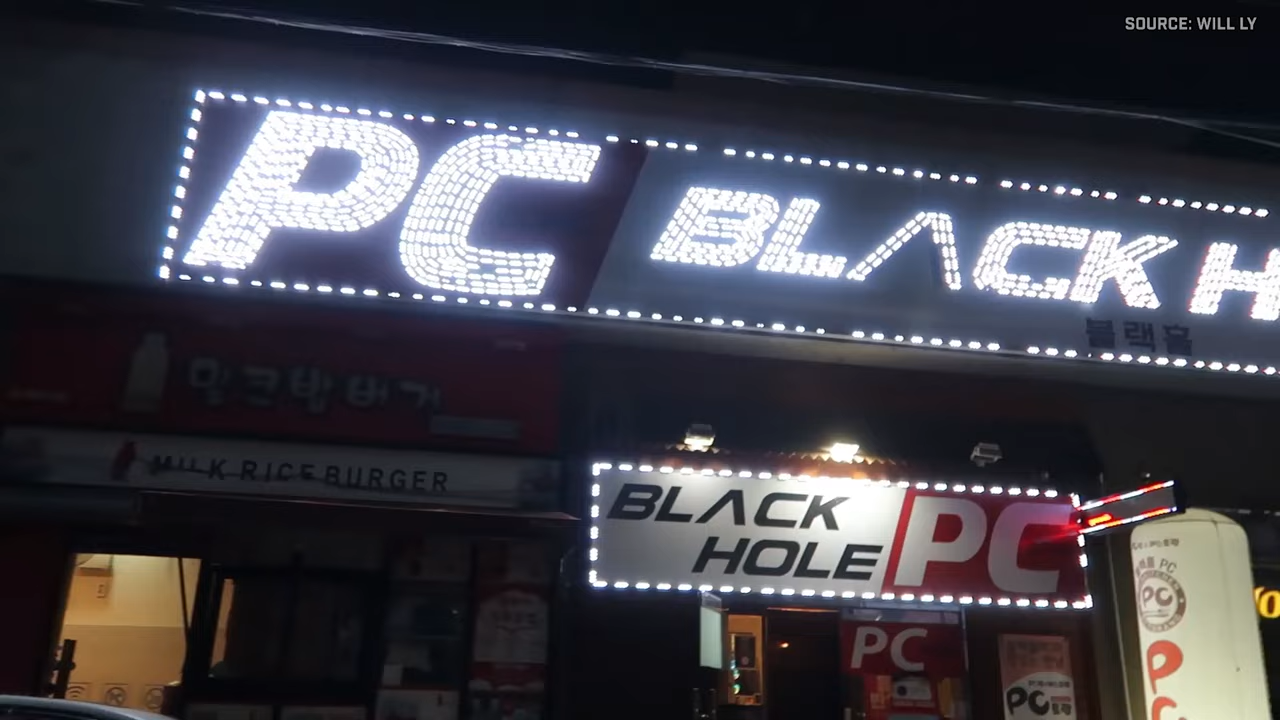 SOURCE: WILL LY
PC BLACK H
블랙홀
밀크밥버거
MILK RICEBURGER
BLACK
HOLE
PC
PC
PC
PC
PC
P